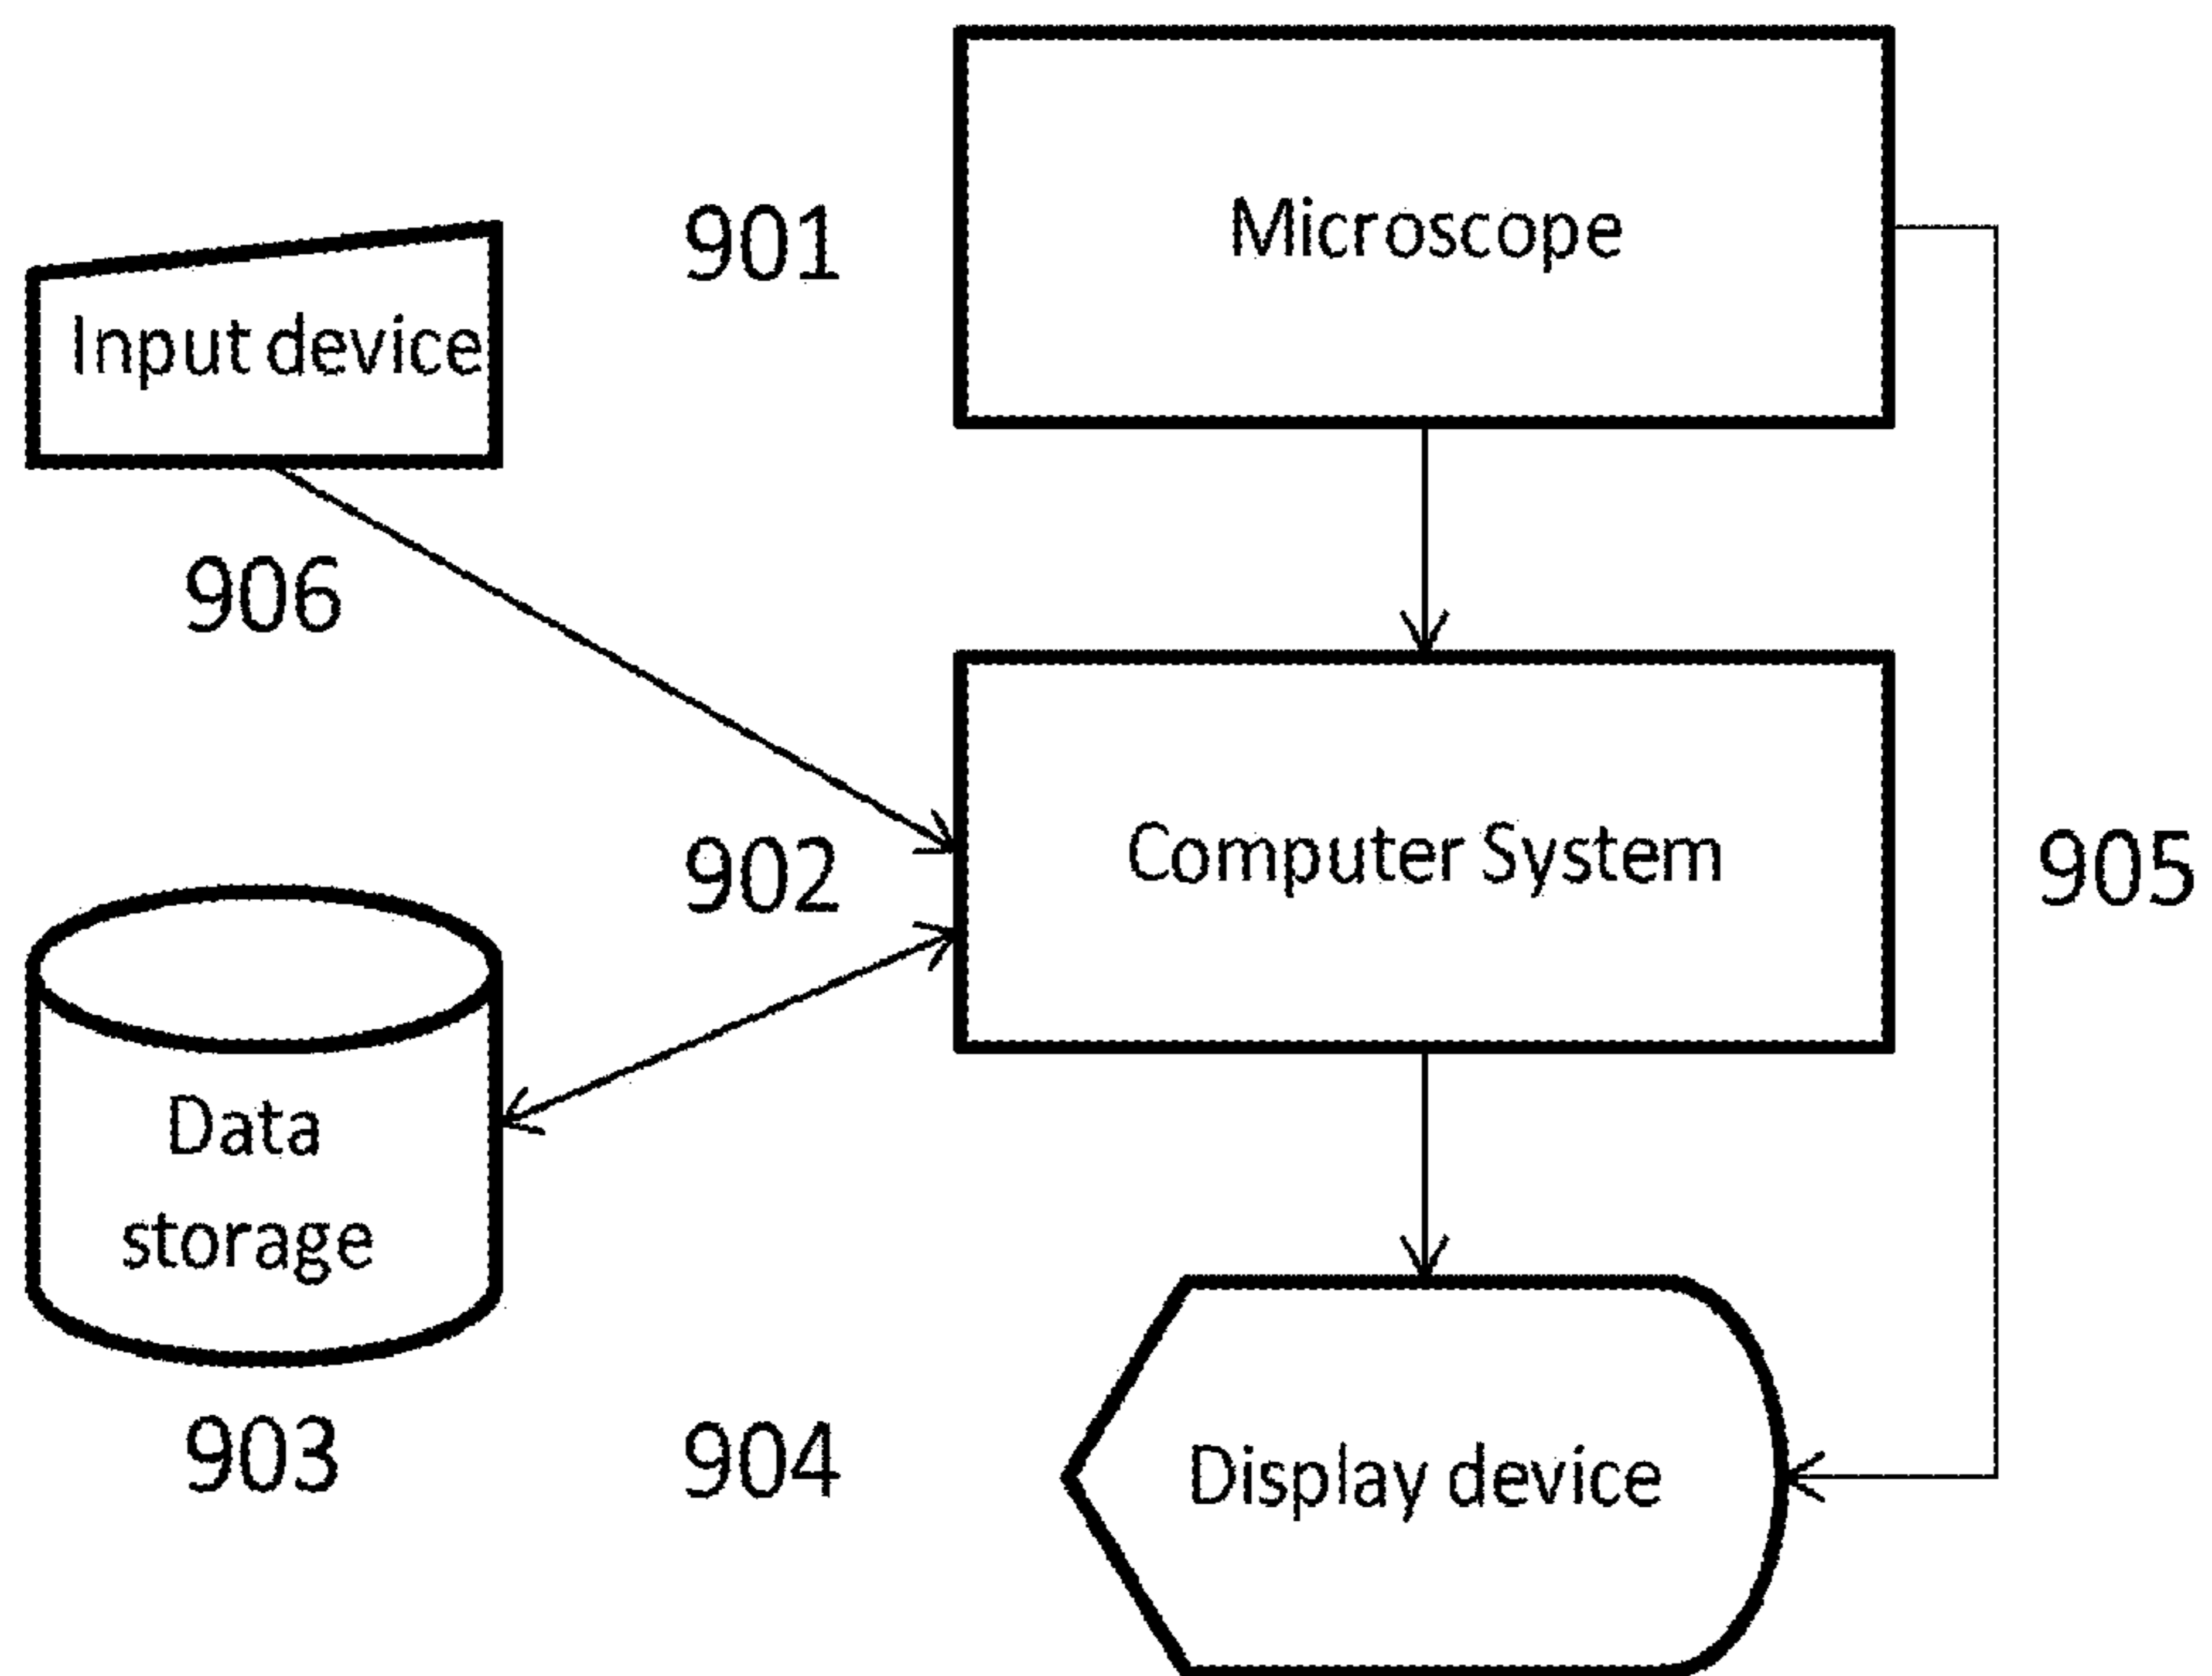 Microscope
901
Input device
906
Computer System
902
905
Data
storage
903
904
Display device